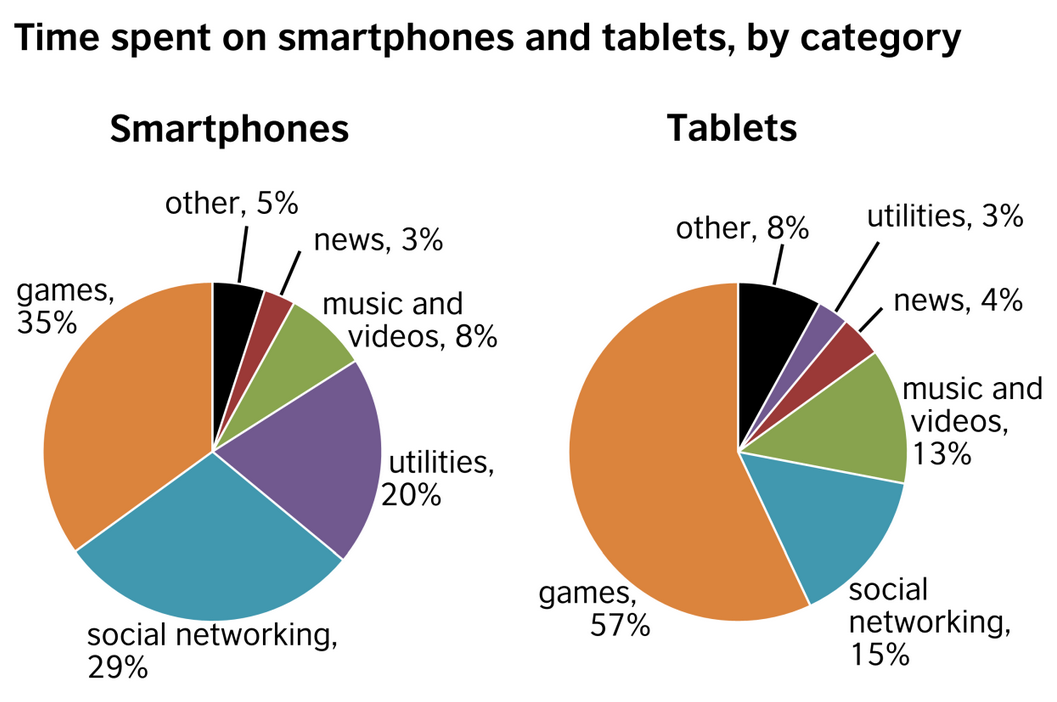 Time spent on smartphones and tablets, by category
Smartphones
other, 5%
news, 3%
games,
35%
music and
videos, 8%
utilities,
20%
social networking,
29%
Tablets
other, 8%
utilities, 3%
news, 4%
music and
videos,
13%
social
networking,
15%
games,
57%